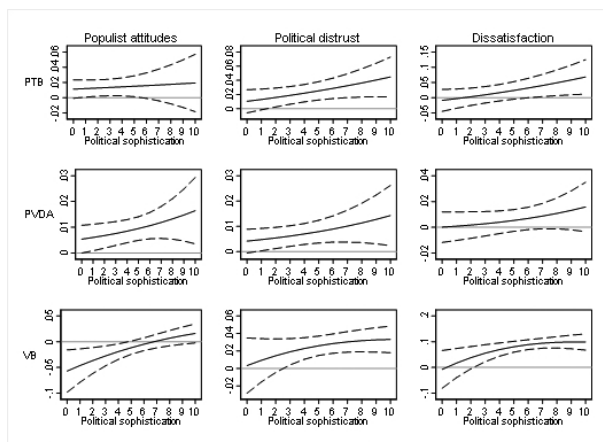 Populist attitudes Political distrust Dissatisfaction
PTB
-.02 0 .02 .04 .06
-.02 0 .02 .04 .06 .08
-.05 0 .05 .10 .15
0 1 2 3 4 5 6 7 8 9 10
0 1 2 3 4 5 6 7 8 9 10
0 1 2 3 4 5 6 7 8 9 10
Political sophistication Political sophistication Political sophistication
PVDA
0 .01 .02 .03
0 .01 .02 .03
-.02 0 .02 .04
0 1 2 3 4 5 6 7 8 9 10
0 1 2 3 4 5 6 7 8 9 10
0 1 2 3 4 5 6 7 8 9 10
Political sophistication Political sophistication Political sophistication
VB
-.1 -.05 0 .05
-.02 0 .02 .04 .06
-.1 0 .1 .2
0 1 2 3 4 5 6 7 8 9 10
0 1 2 3 4 5 6 7 8 9 10
0 1 2 3 4 5 6 7 8 9 10
Political sophistication Political sophistication Political sophistication